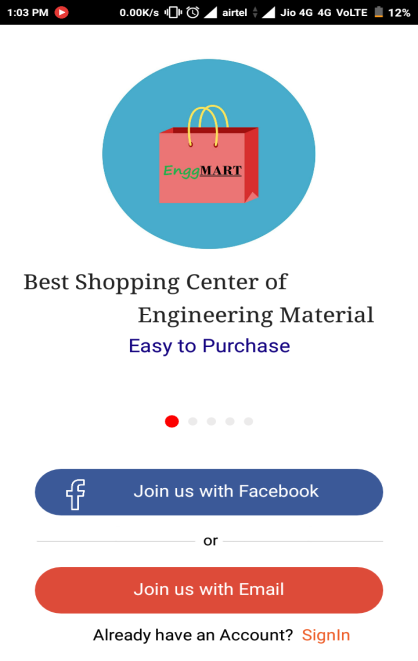 1:03 PM 0.00K/s airtel Jio 4G 4G VoLTE 12%
EnggMART
Best Shopping Center of
Engineering Material
Easy to Purchase
Join us with Facebook
or
Join us with Email
Already have an Account? SignIn